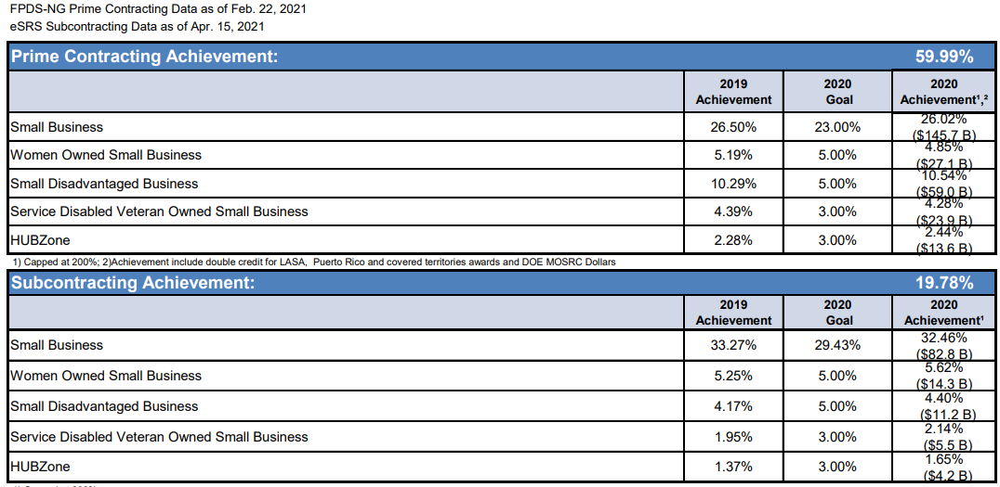 FPDS-NG Prime Contracting Data as of Feb. 22, 2021
eSRS Subcontracting Data as of Apr. 15, 2021
Prime Contracting Achievement: 59.99%
2019 Achievement 2020 Goal 2020 Achievement¹,²
Small Business 26.50% 23.00% 26.02% ($145.7 B)
Women Owned Small Business 5.19% 5.00% 4.85% ($27.1 B)
Small Disadvantaged Business 10.29% 5.00% 10.54% ($59.0 B)
Service Disabled Veteran Owned Small Business 4.39% 3.00% 4.28% ($23.9 B)
HUBZone 2.28% 3.00% 2.44% ($13.6 B)
1) Capped at 200%; 2)Achievement include double credit for LASA, Puerto Rico and covered territories awards and DOE MOSRC Dollars
Subcontracting Achievement: 19.78%
2019 Achievement 2020 Goal 2020 Achievement¹
Small Business 33.27% 29.43% 32.46% ($82.8 B)
Women Owned Small Business 5.25% 5.00% 5.62% ($14.3 B)
Small Disadvantaged Business 4.17% 5.00% 4.40% ($11.2 B)
Service Disabled Veteran Owned Small Business 1.95% 3.00% 2.14% ($5.5 B)
HUBZone 1.37% 3.00% 1.65% ($4.2 B)